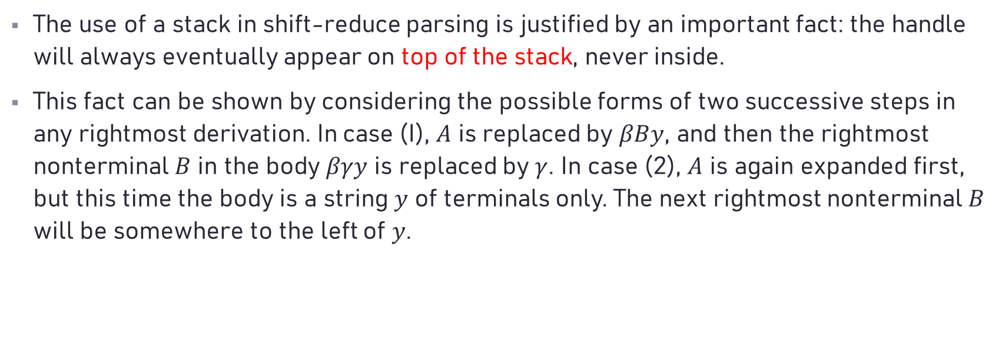 ▪ The use of a stack in shift-reduce parsing is justified by an important fact: the handle
will always eventually appear on top of the stack, never inside.
▪ This fact can be shown by considering the possible forms of two successive steps in
any rightmost derivation. In case (l), A is replaced by βBy, and then the rightmost
nonterminal B in the body βγy is replaced by γ. In case (2), A is again expanded first,
but this time the body is a string y of terminals only. The next rightmost nonterminal B
will be somewhere to the left of y.